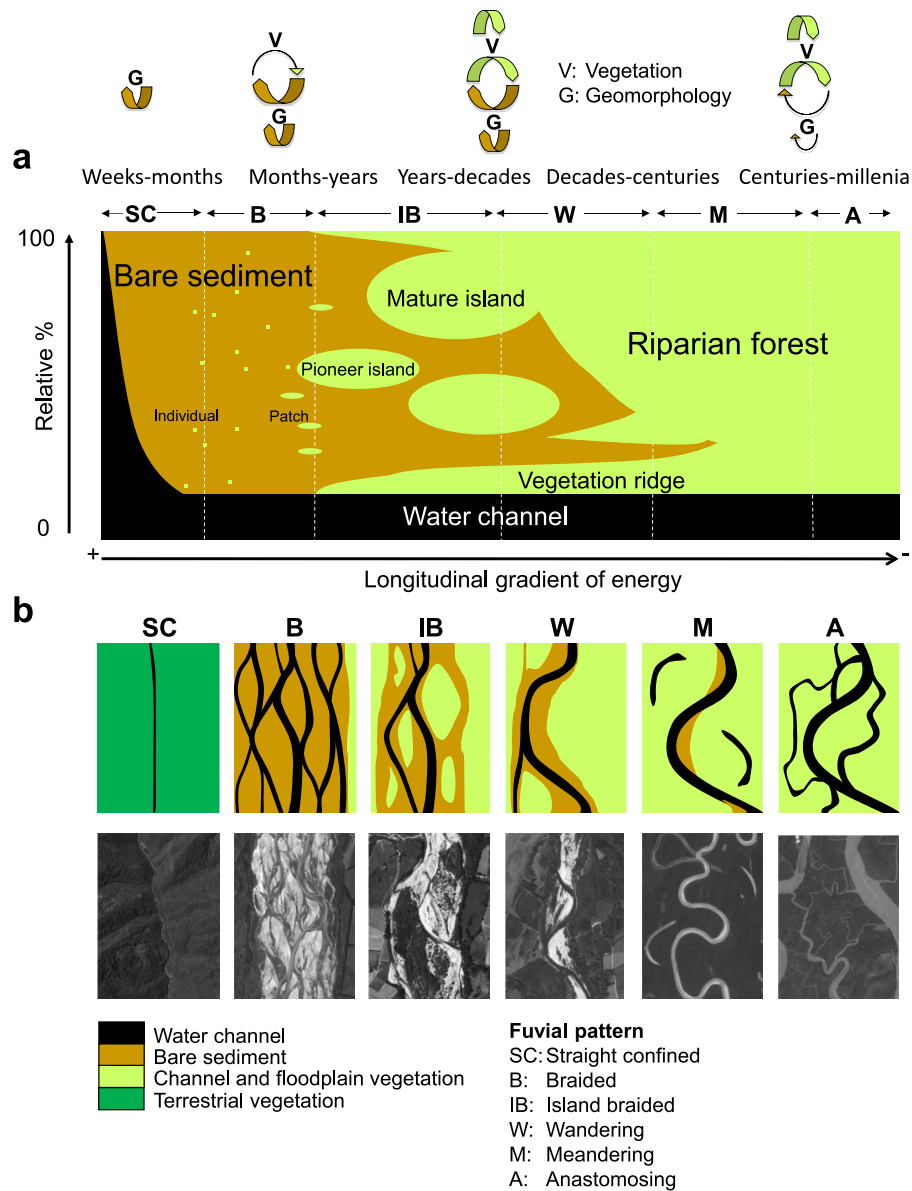 V
V
V
G
V: Vegetation
G: Geomorphology
G
G
G
a
Weeks-months Months-years Years-decades Decades-centuries Centuries-millenia
SC B IB W M A
100
Bare sediment
Mature island
Riparian forest
Relative %
Pioneer island
Individual
Patch
Vegetation ridge
0
Water channel
+
-
Longitudinal gradient of energy
b
SC B IB W M A
Water channel
Bare sediment
Channel and floodplain vegetation
Terrestrial vegetation
Fuvial pattern
SC: Straight confined
B: Braided
IB: Island braided
W: Wandering
M: Meandering
A: Anastomosing